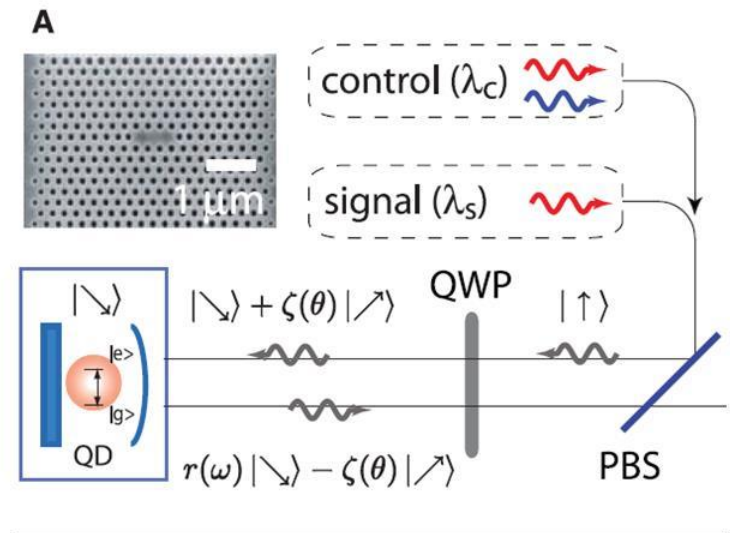 A
1 μm
control (λc)
signal (λs)
QWP
|↑⟩
|↘⟩
|↘⟩ + ζ(θ)|↗⟩
|e>
|g>
QD
r(ω)|↘⟩ − ζ(θ)|↗⟩
PBS